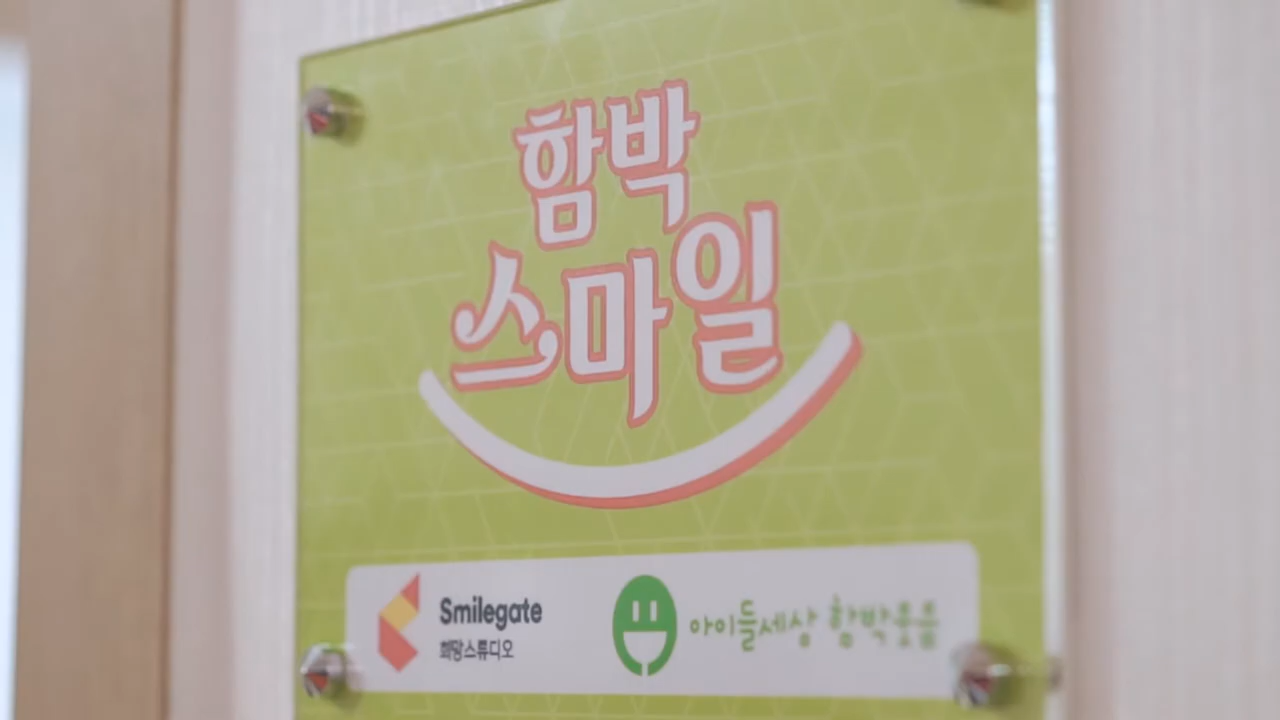 함박
스마일
Smilegate
희망스튜디오
아이들세상 함박웃음